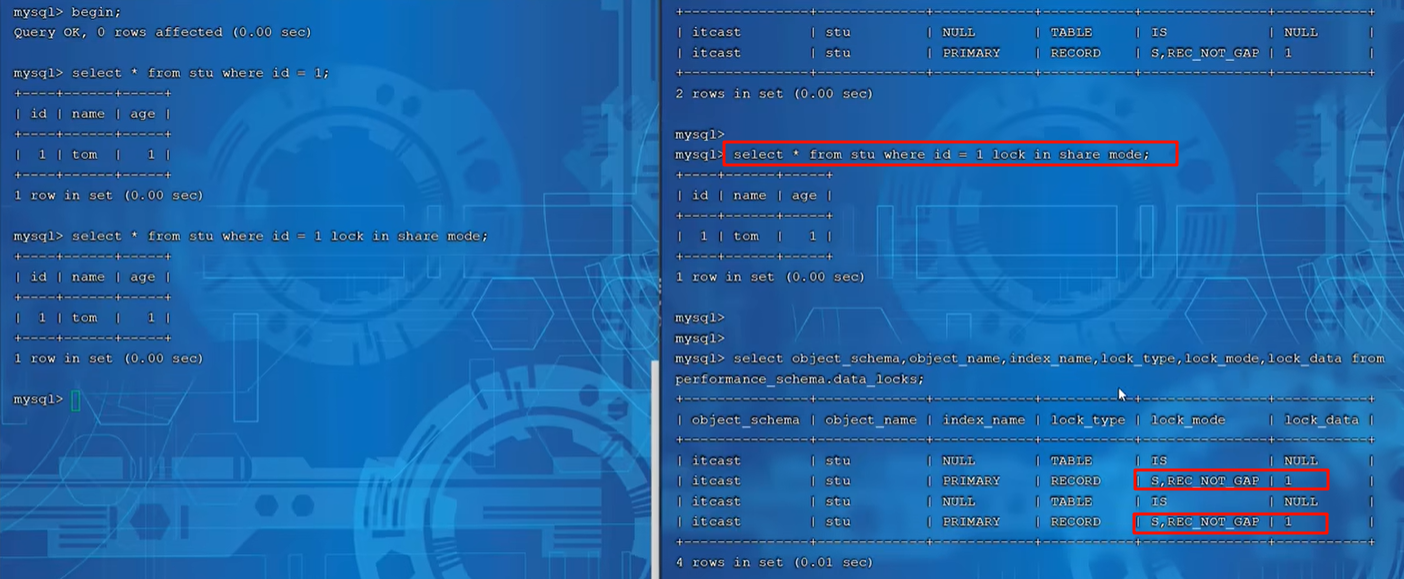 mysql> begin;
Query OK, 0 rows affected (0.00 sec)
mysql> select * from stu where id = 1;
+----+------+-----+
| id | name | age |
+----+------+-----+
|  1 | tom  |   1 |
+----+------+-----+
1 row in set (0.00 sec)
mysql> select * from stu where id = 1 lock in share mode;
+----+------+-----+
| id | name | age |
+----+------+-----+
|  1 | tom  |   1 |
+----+------+-----+
1 row in set (0.00 sec)
mysql>
+---------------+-------------+------------+-----------+---------------+-----------+
| itcast        | stu         | NULL       | TABLE     | IS            | NULL      |
| itcast        | stu         | PRIMARY    | RECORD    | S,REC_NOT_GAP | 1         |
+---------------+-------------+------------+-----------+---------------+-----------+
2 rows in set (0.00 sec)
mysql>
mysql> select * from stu where id = 1 lock in share mode;
+----+------+-----+
| id | name | age |
+----+------+-----+
|  1 | tom  |   1 |
+----+------+-----+
1 row in set (0.00 sec)
mysql>
mysql>
mysql> select object_schema,object_name,index_name,lock_type,lock_mode,lock_data from
performance_schema.data_locks;
+---------------+-------------+------------+-----------+---------------+-----------+
| object_schema | object_name | index_name | lock_type | lock_mode     | lock_data |
+---------------+-------------+------------+-----------+---------------+-----------+
| itcast        | stu         | NULL       | TABLE     | IS            | NULL      |
| itcast        | stu         | PRIMARY    | RECORD    | S,REC_NOT_GAP | 1         |
| itcast        | stu         | NULL       | TABLE     | IS            | NULL      |
| itcast        | stu         | PRIMARY    | RECORD    | S,REC_NOT_GAP | 1         |
+---------------+-------------+------------+-----------+---------------+-----------+
4 rows in set (0.01 sec)